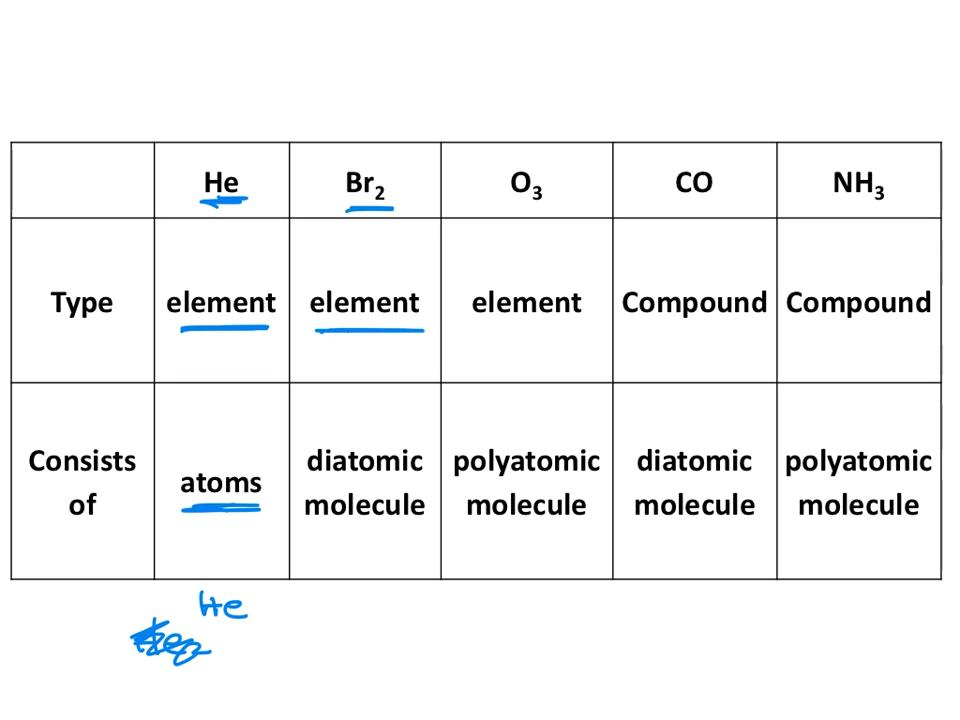 He Br₂ O₃ CO NH₃
Type element element element Compound Compound
Consists of atoms diatomic molecule polyatomic molecule diatomic molecule polyatomic molecule
He